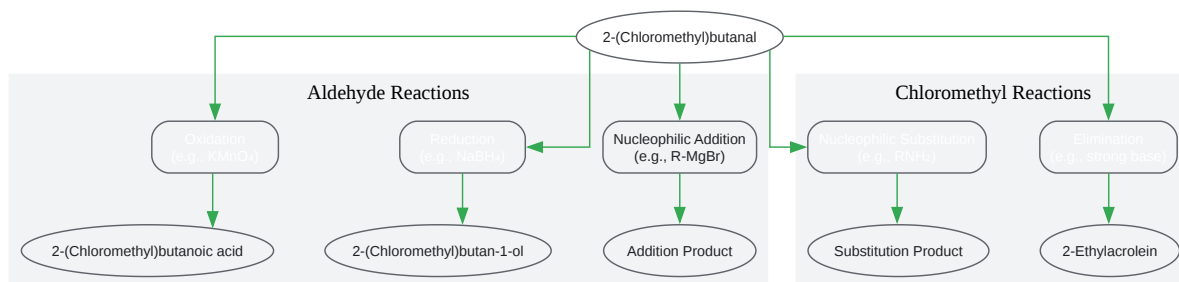 2-(Chloromethyl)butanal
Aldehyde Reactions
Chloromethyl Reactions
Oxidation
(e.g., KMnO₄)
Reduction
(e.g., NaBH₄)
Nucleophilic Addition
(e.g., R-MgBr)
Nucleophilic Substitution
(e.g., RNH₂)
Elimination
(e.g., strong base)
2-(Chloromethyl)butanoic acid
2-(Chloromethyl)butan-1-ol
Addition Product
Substitution Product
2-Ethylacrolein